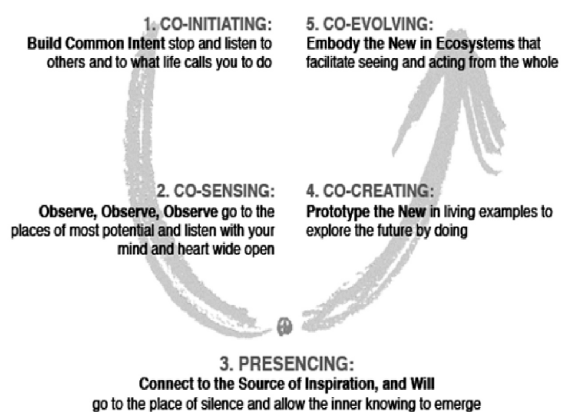 1. CO-INITIATING:
Build Common Intent stop and listen to
others and to what life calls you to do
2. CO-SENSING:
Observe, Observe, Observe go to the
places of most potential and listen with your
mind and heart wide open
3. PRESENCING:
Connect to the Source of Inspiration, and Will
go to the place of silence and allow the inner knowing to emerge
4. CO-CREATING:
Prototype the New in living examples to
explore the future by doing
5. CO-EVOLVING:
Embody the New in Ecosystems that
facilitate seeing and acting from the whole